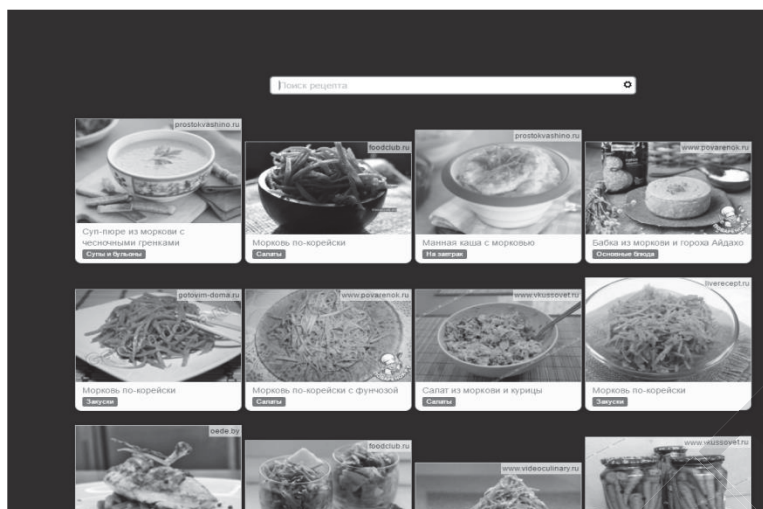 Поиск рецепта
prostokvashino.ru
Суп-пюре из моркови с
чесночными гренками
Супы и бульоны
foodclub.ru
Морковь по-корейски
Салаты
prostokvashino.ru
Манная каша с морковью
На завтрак
www.povarenok.ru
Бабка из моркови и гороха Айдахо
Основные блюда
gotovim-doma.ru
Морковь по-корейски
Закуски
www.povarenok.ru
Морковь по-корейски с фунчозой
Салаты
www.vkussovet.ru
Салат из моркови и курицы
Салаты
liverecept.ru
Морковь по-корейски
Закуски
oede.by
foodclub.ru
www.videoculinary.ru
www.vkussovet.ru